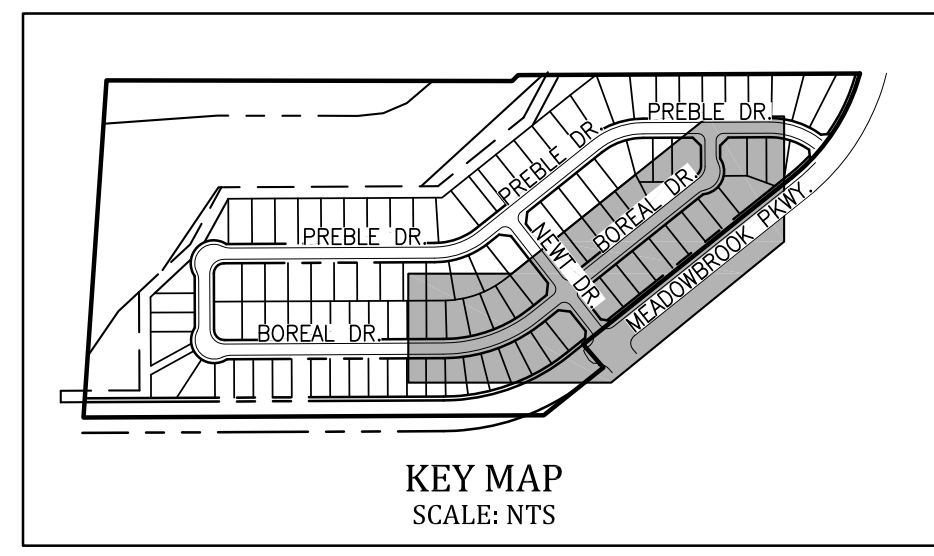 PREBLE DR.
PREBLE DR.
BOREAL DR.
PREBLE DR.
NEWT DR.
MEADOWBROOK PKWY.
BOREAL DR.
KEY MAP
SCALE: NTS